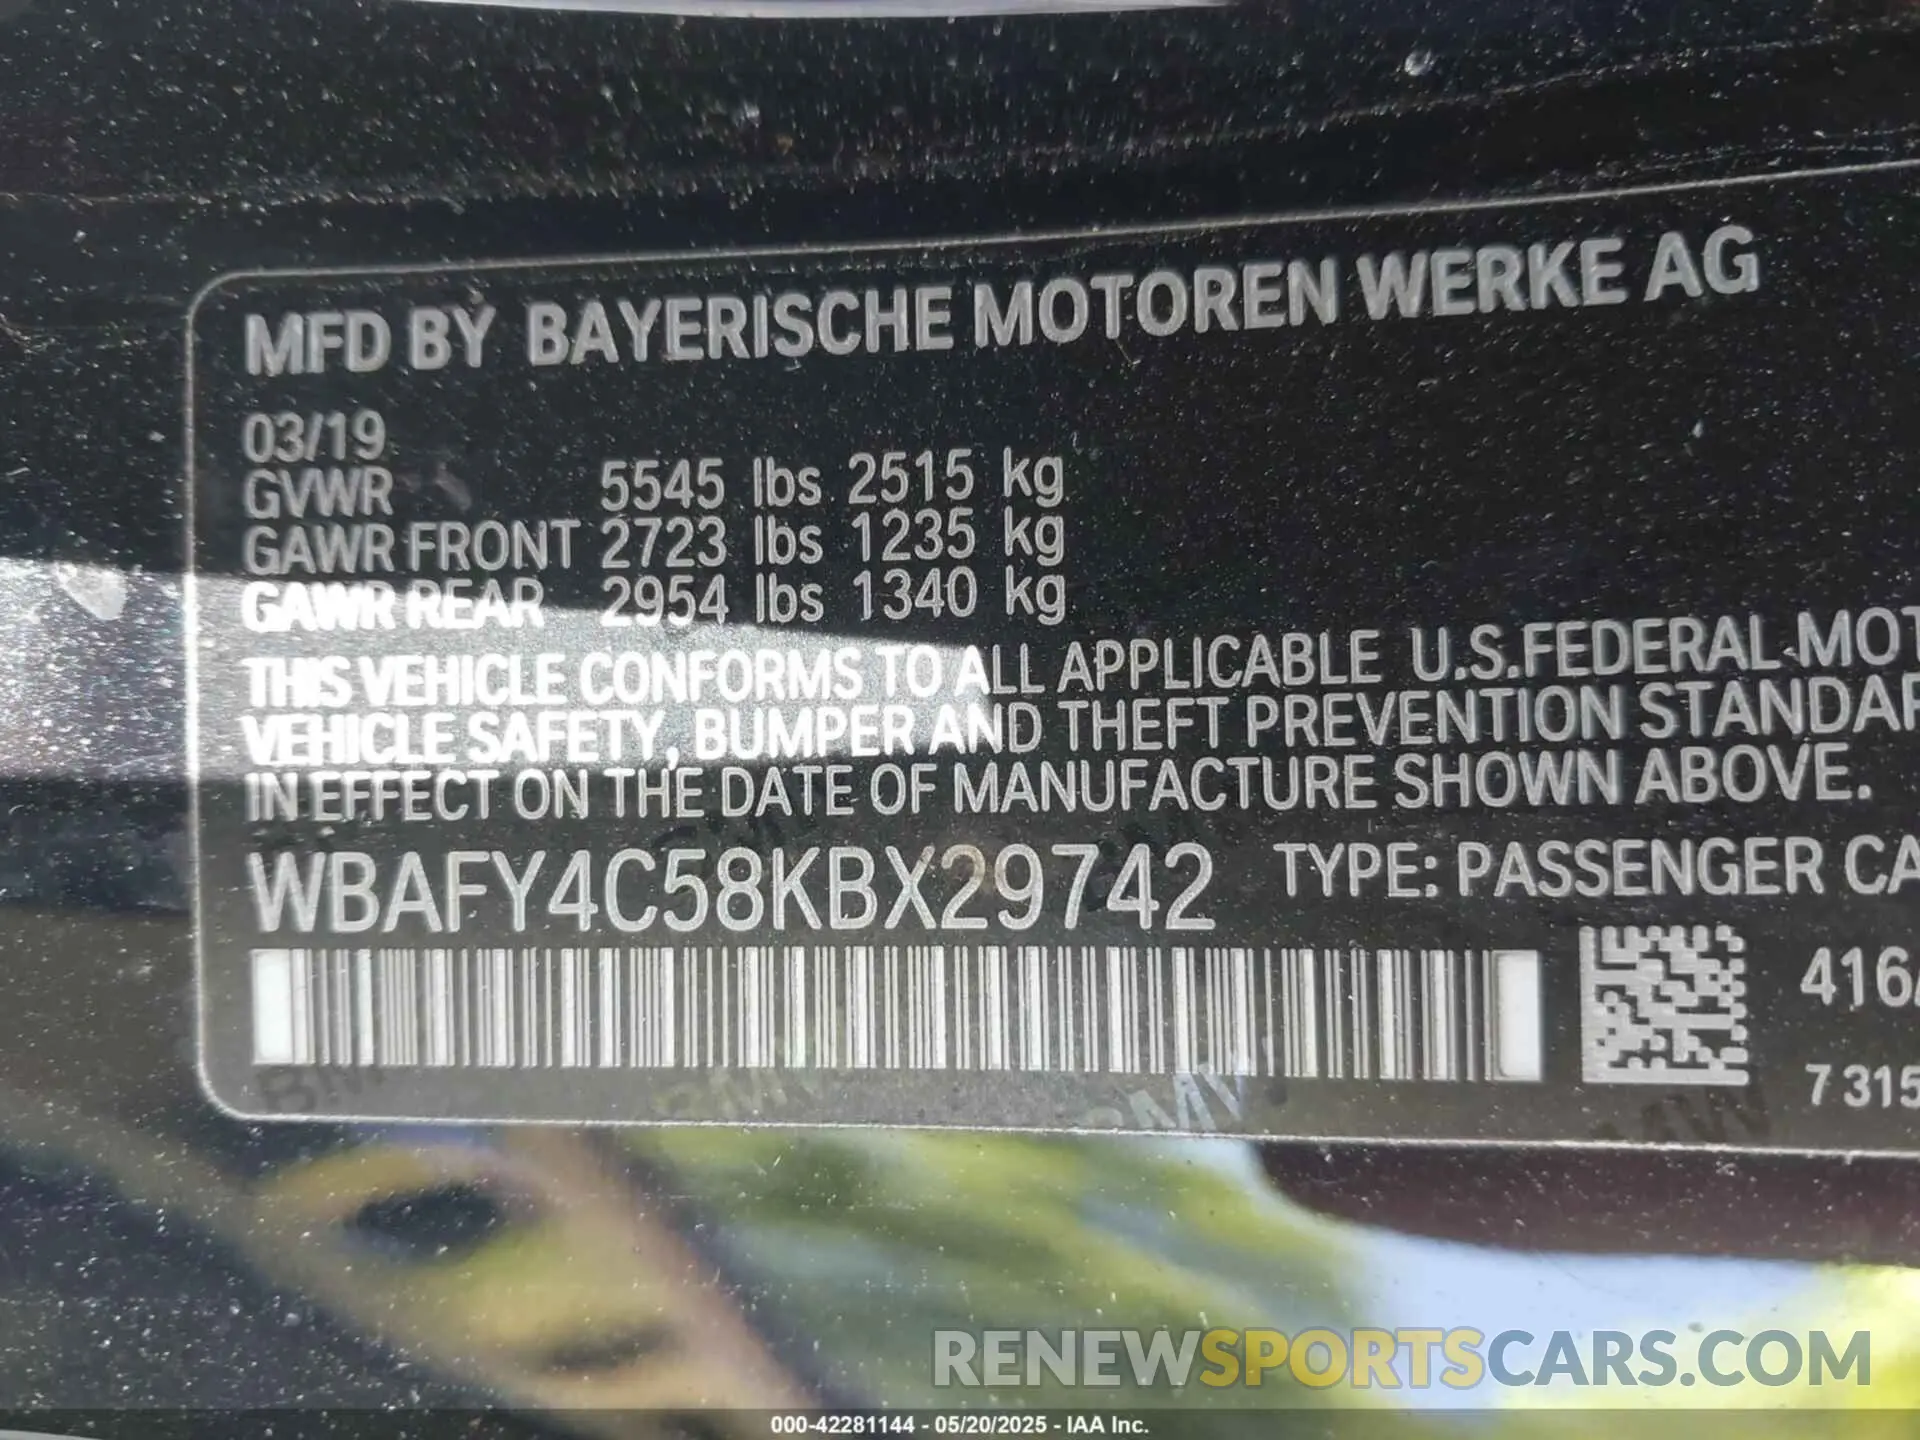 MFD BY BAYERISCHE MOTOREN WERKE AG
03/19
GVWR 5545 lbs 2515 kg
GAWR FRONT 2723 lbs 1235 kg
GAWR REAR 2954 lbs 1340 kg
THIS VEHICLE CONFORMS TO ALL APPLICABLE U.S.FEDERAL MOT
VEHICLE SAFETY, BUMPER AND THEFT PREVENTION STANDAR
IN EFFECT ON THE DATE OF MANUFACTURE SHOWN ABOVE.
WBAFY4C58KBX29742 TYPE: PASSENGER CA
416/
7 315
BMW
BMW
BMW
RENEWSPORTSCARS.COM
000-42281144 - 05/20/2025 - IAA Inc.